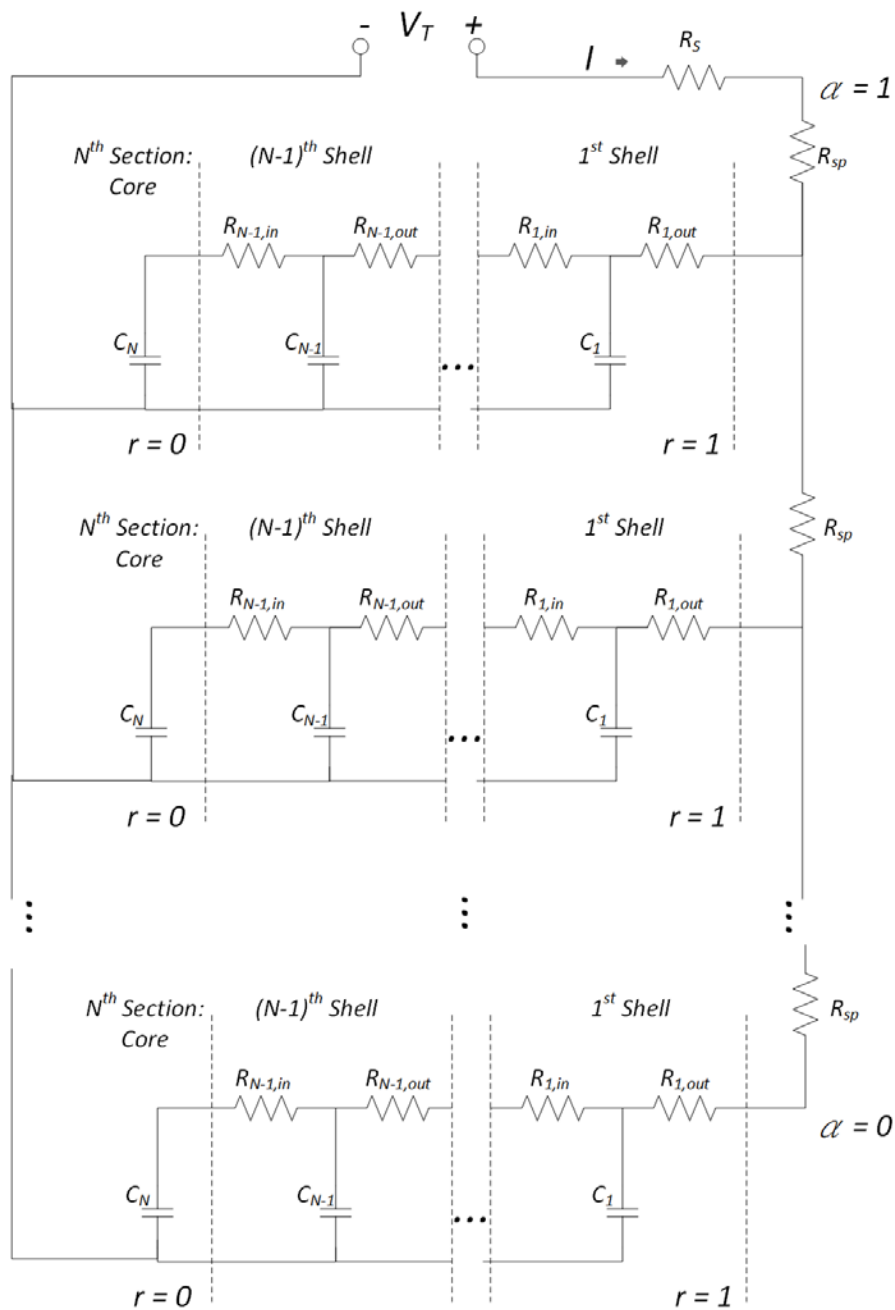 - V_T +
I R_S
𝛼 = 1
R_sp
N^th Section: Core (N-1)^th Shell 1^st Shell
R_N-1,in R_N-1,out R_1,in R_1,out
C_N C_N-1 ... C_1
r = 0 r = 1
R_sp
N^th Section: Core (N-1)^th Shell 1^st Shell
R_N-1,in R_N-1,out R_1,in R_1,out
C_N C_N-1 ... C_1
r = 0 r = 1
R_sp
N^th Section: Core (N-1)^th Shell 1^st Shell
R_N-1,in R_N-1,out R_1,in R_1,out
𝛼 = 0
C_N C_N-1 ... C_1
r = 0 r = 1